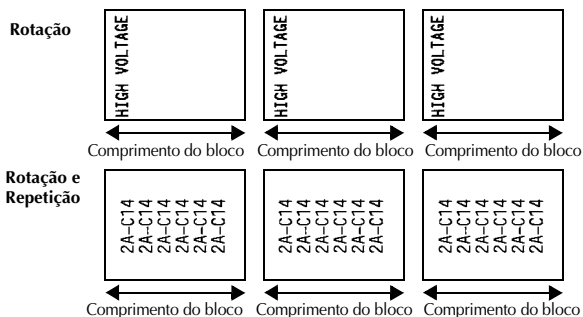 Rotação
HIGH VOLTAGE HIGH VOLTAGE HIGH VOLTAGE
Comprimento do bloco Comprimento do bloco Comprimento do bloco
Rotação e
Repetição
2A-C14 2A-C14 2A-C14
2A-C14 2A-C14 2A-C14
2A-C14 2A-C14 2A-C14
2A-C14 2A-C14 2A-C14
2A-C14 2A-C14 2A-C14
2A-C14 2A-C14 2A-C14
Comprimento do bloco Comprimento do bloco Comprimento do bloco